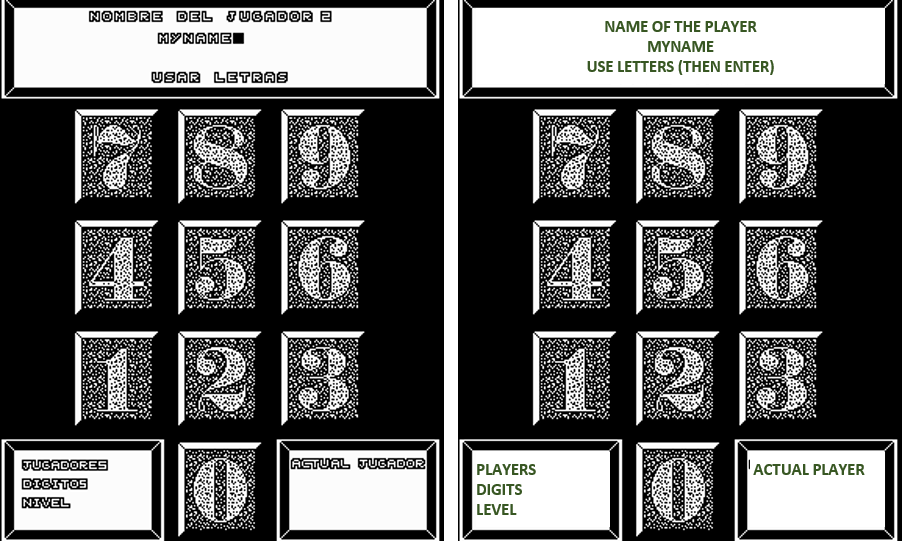 NOMBRE DEL JUGADOR 2
MYNAME
USAR LETRAS
7 8 9
4 5 6
1 2 3
0
JUGADORES
DIGITOS
NIVEL
ACTUAL JUGADOR
NAME OF THE PLAYER
MYNAME
USE LETTERS (THEN ENTER)
7 8 9
4 5 6
1 2 3
0
PLAYERS
DIGITS
LEVEL
ACTUAL PLAYER